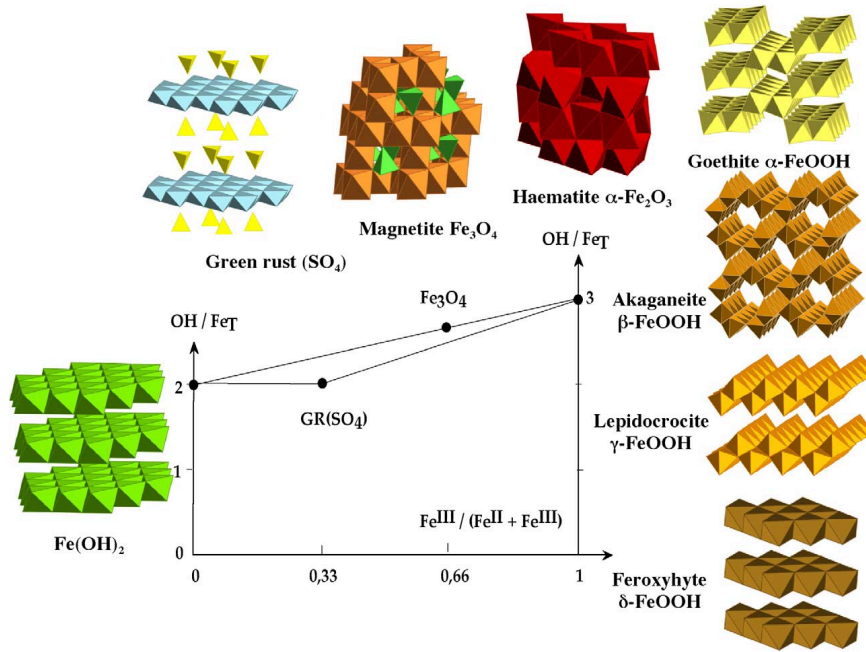 Green rust (SO₄)
Magnetite Fe₃O₄
Haematite α-Fe₂O₃
Goethite α-FeOOH
Akaganeite
β-FeOOH
Lepidocrocite
γ-FeOOH
Feroxyhyte
δ-FeOOH
Fe(OH)₂
OH / FeT
OH / FeT
Fe₃O₄
3
2
GR(SO₄)
1
Feᴵᴵᴵ / (Feᴵᴵ + Feᴵᴵᴵ)
0
0
0,33
0,66
1